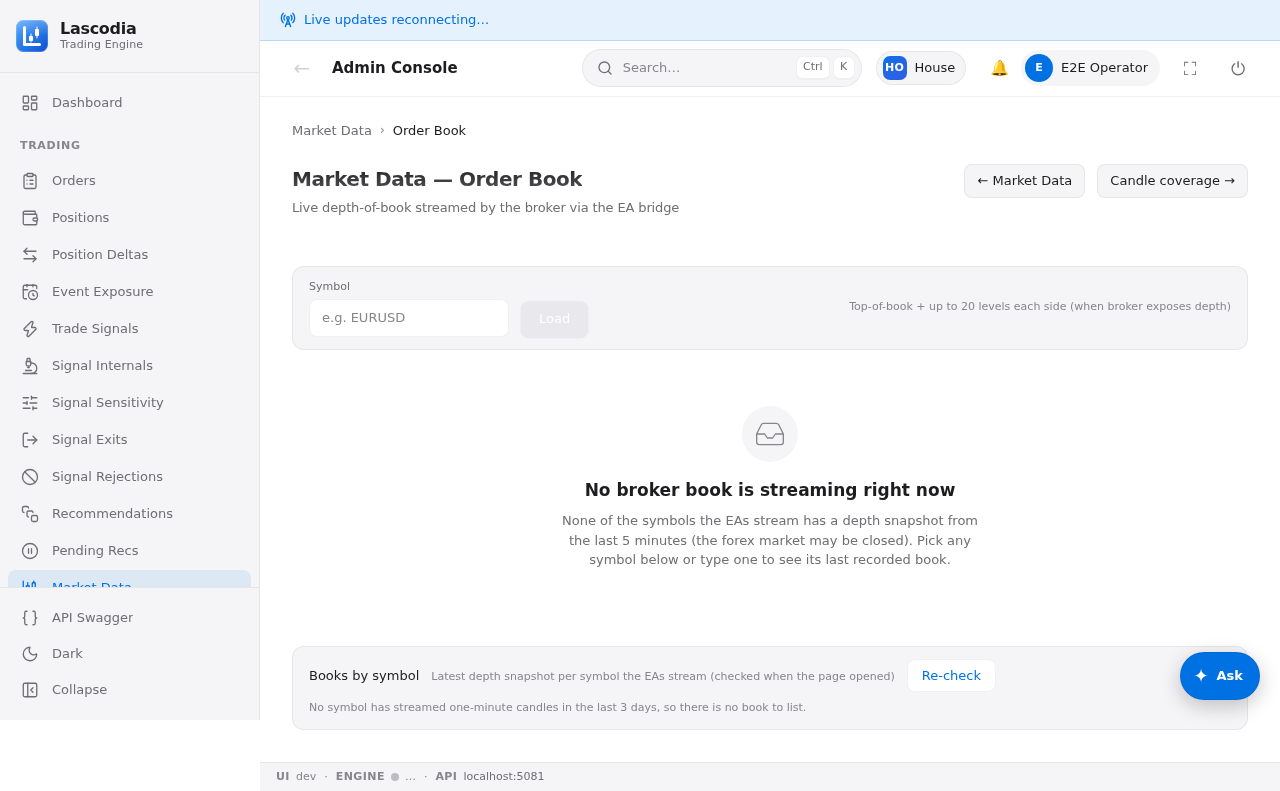 Lascodia
Trading Engine
Dashboard
TRADING
Orders
Positions
Position Deltas
Event Exposure
Trade Signals
Signal Internals
Signal Sensitivity
Signal Exits
Signal Rejections
Recommendations
Pending Recs
Market Data
API Swagger
Dark
Collapse
Live updates reconnecting…
← Admin Console
Search… Ctrl K
HO House
E E2E Operator
Market Data › Order Book
Market Data — Order Book
Live depth-of-book streamed by the broker via the EA bridge
← Market Data
Candle coverage →
Symbol
e.g. EURUSD
Load
Top-of-book + up to 20 levels each side (when broker exposes depth)
No broker book is streaming right now
None of the symbols the EAs stream has a depth snapshot from
the last 5 minutes (the forex market may be closed). Pick any
symbol below or type one to see its last recorded book.
Books by symbol Latest depth snapshot per symbol the EAs stream (checked when the page opened) Re-check
No symbol has streamed one-minute candles in the last 3 days, so there is no book to list.
Ask
UI dev · ENGINE ... · API localhost:5081